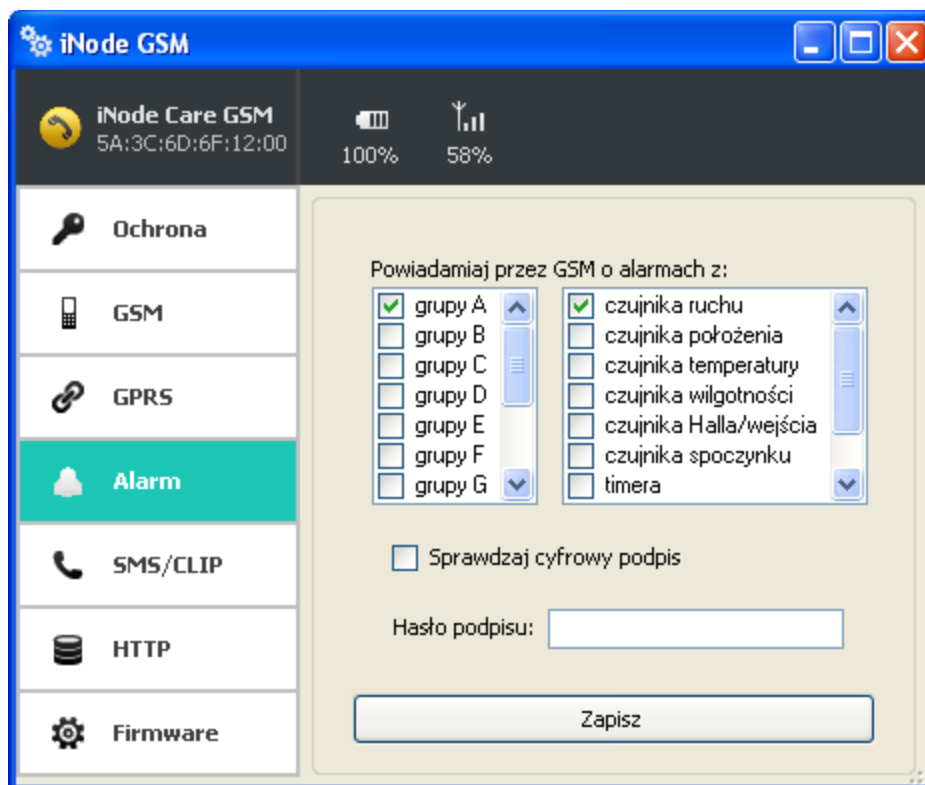 iNode GSM
iNode Care GSM
5A:3C:6D:6F:12:00
100%
58%
Ochrona
GSM
GPRS
Alarm
SMS/CLIP
HTTP
Firmware
Powiadamiaj przez GSM o alarmach z:
grupy A
grupy B
grupy C
grupy D
grupy E
grupy F
grupy G
czujnika ruchu
czujnika położenia
czujnika temperatury
czujnika wilgotności
czujnika Halla/wejścia
czujnika spoczynku
timera
Sprawdzaj cyfrowy podpis
Hasło podpisu:
Zapisz